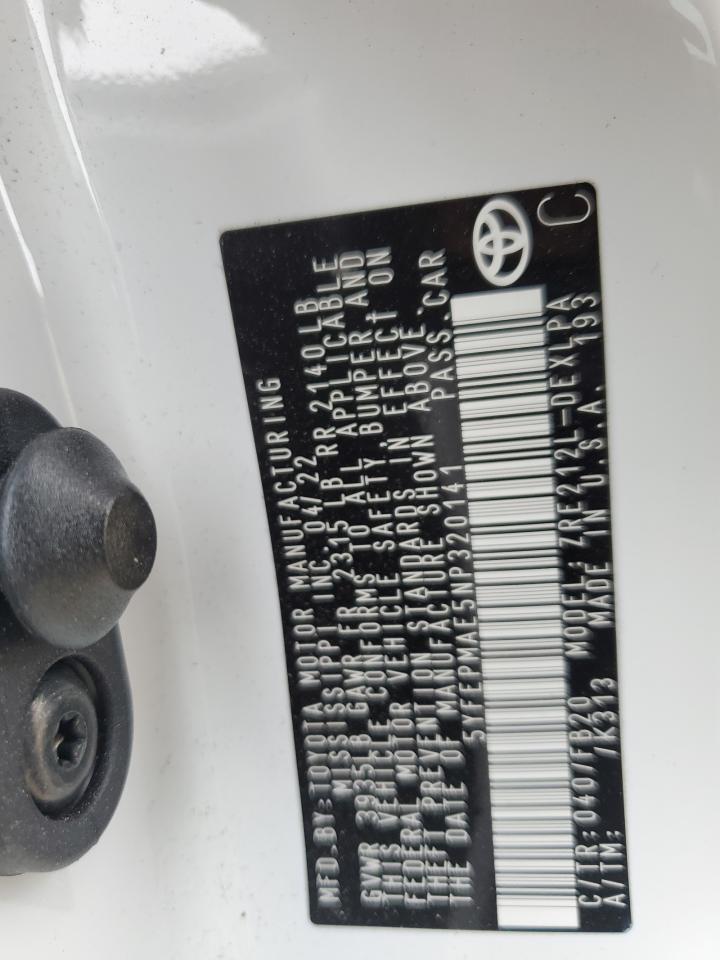 MFD.BY:TOYOTA MOTOR MANUFACTURING
MISSISSIPPI INC. 04/22
GVWR 3935LB GAWR FR 2315 LB RR 2140LB
THIS VEHICLE CONFORMS TO ALL APPLICABLE
FEDERAL MOTOR VEHICLE SAFETY,BUMPER AND
THEFT PREVENTION STANDARDS IN EFFECT ON
THE DATE OF MANUFACTURE SHOWN ABOVE.
5YFEPMAE5NP320141 PASS.CAR
C/TR:040/FB20 MODEL:ZRE212L-DEXLPA
A/TM: /K313 MADE IN U.S.A. 193
C